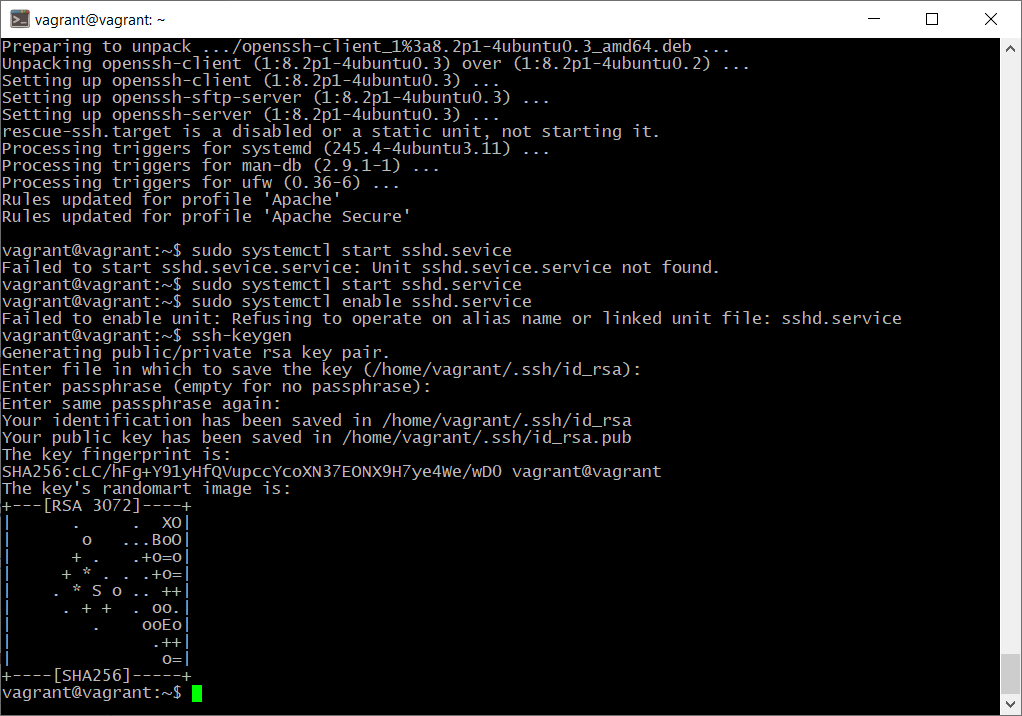 vagrant@vagrant: ~
Preparing to unpack .../openssh-client_1%3a8.2p1-4ubuntu0.3_amd64.deb ...
Unpacking openssh-client (1:8.2p1-4ubuntu0.3) over (1:8.2p1-4ubuntu0.2) ...
Setting up openssh-client (1:8.2p1-4ubuntu0.3) ...
Setting up openssh-sftp-server (1:8.2p1-4ubuntu0.3) ...
Setting up openssh-server (1:8.2p1-4ubuntu0.3) ...
rescue-ssh.target is a disabled or a static unit, not starting it.
Processing triggers for systemd (245.4-4ubuntu3.11) ...
Processing triggers for man-db (2.9.1-1) ...
Processing triggers for ufw (0.36-6) ...
Rules updated for profile 'Apache'
Rules updated for profile 'Apache Secure'
vagrant@vagrant:~$ sudo systemctl start sshd.sevice
Failed to start sshd.sevice.service: Unit sshd.sevice.service not found.
vagrant@vagrant:~$ sudo systemctl start sshd.service
vagrant@vagrant:~$ sudo systemctl enable sshd.service
Failed to enable unit: Refusing to operate on alias name or linked unit file: sshd.service
vagrant@vagrant:~$ ssh-keygen
Generating public/private rsa key pair.
Enter file in which to save the key (/home/vagrant/.ssh/id_rsa):
Enter passphrase (empty for no passphrase):
Enter same passphrase again:
Your identification has been saved in /home/vagrant/.ssh/id_rsa
Your public key has been saved in /home/vagrant/.ssh/id_rsa.pub
The key fingerprint is:
SHA256:cLC/hFg+Y91yHfQVupccYcoXN37EONX9H7ye4We/wD0 vagrant@vagrant
The key's randomart image is:
+---[RSA 3072]----+
|      .     .  XO|
|       o   ...BoO|
|      + .   .+o=o|
|     + * . . .+o=|
|    . * S o .. ++|
|     . + +  . oo.|
|        .    ooEo|
|              .++|
|               o=|
+----[SHA256]-----+
vagrant@vagrant:~$